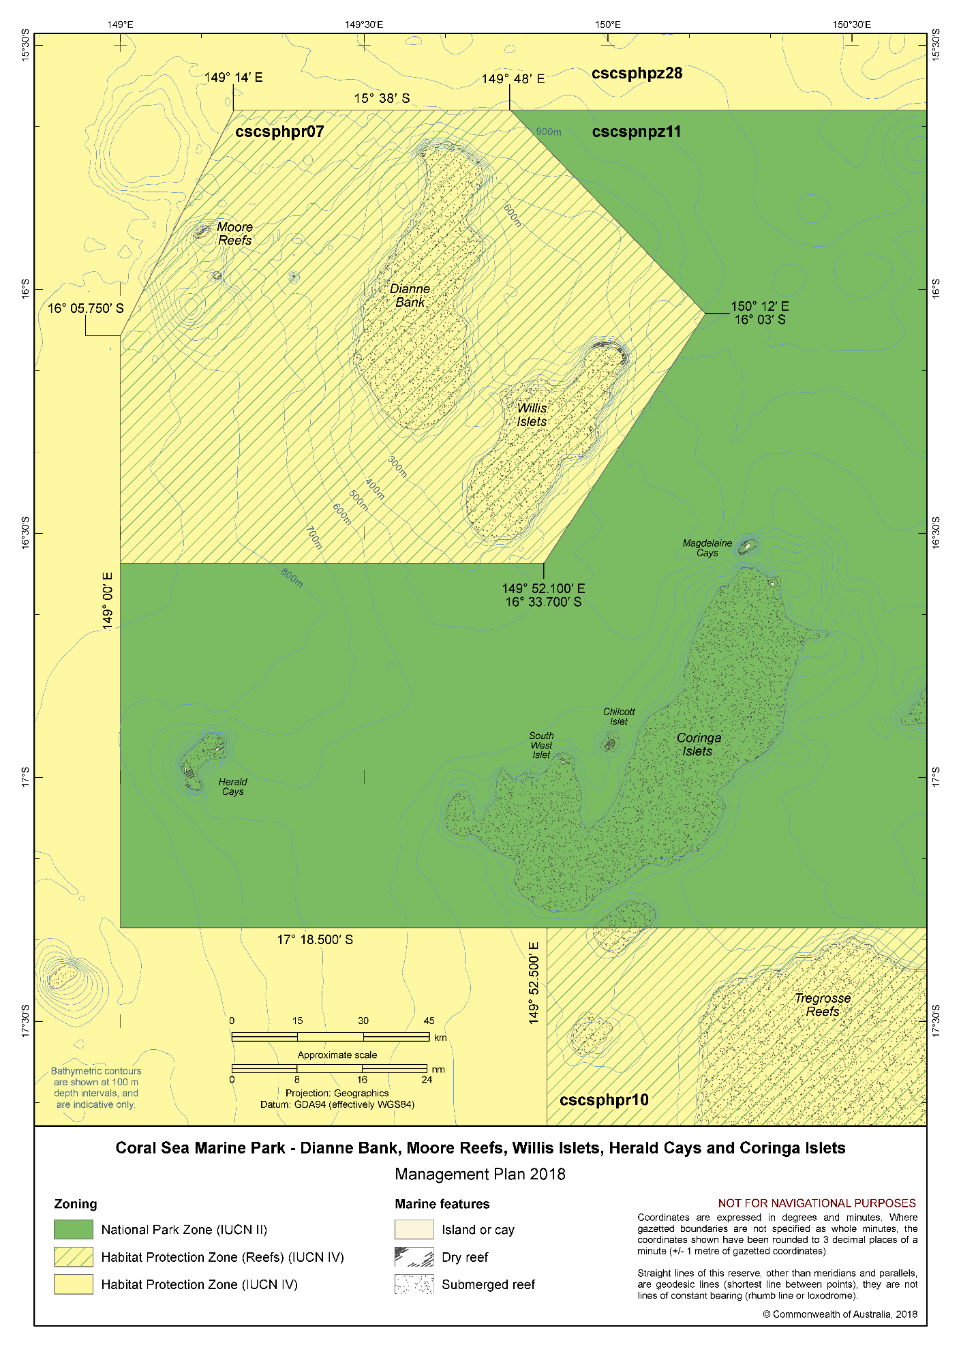 149°E
149°30'E
150°E
150°30'E
15°30'S
15°30'S
149° 14' E
149° 48' E
cscsphpz28
15° 38' S
cscsphpr07
900m
cscspnpz11
600m
Moore
Reefs
Dianne
Bank
16°S
16°S
16° 05.750' S
150° 12' E
16° 03' S
Willis
Islets
300m
400m
500m
600m
700m
16°30'S
16°30'S
Magdeleine
Cays
800m
149° 00' E
149° 52.100' E
16° 33.700' S
Chilcott
Islet
South
West
Islet
Coringa
Islets
17°S
17°S
Herald
Cays
17° 18.500' S
149° 52.500' E
Tregrosse
Reefs
17°30'S
17°30'S
0 15 30 45
km
Approximate scale
nm
0 8 16 24
Projection: Geographics
Datum: GDA94 (effectively WGS84)
Bathymetric contours
are shown at 100 m
depth intervals, and
are indicative only.
cscsphpr10
Coral Sea Marine Park - Dianne Bank, Moore Reefs, Willis Islets, Herald Cays and Coringa Islets
Management Plan 2018
Zoning
National Park Zone (IUCN II)
Habitat Protection Zone (Reefs) (IUCN IV)
Habitat Protection Zone (IUCN IV)
Marine features
Island or cay
Dry reef
Submerged reef
NOT FOR NAVIGATIONAL PURPOSES
Coordinates are expressed in degrees and minutes. Where
gazetted boundaries are not specified as whole minutes, the
coordinates shown have been rounded to 3 decimal places of a
minute (+/- 1 metre of gazetted coordinates)
Straight lines of this reserve, other than meridians and parallels,
are geodesic lines (shortest line between points), they are not
lines of constant bearing (rhumb line or loxodrome).
© Commonwealth of Australia, 2018